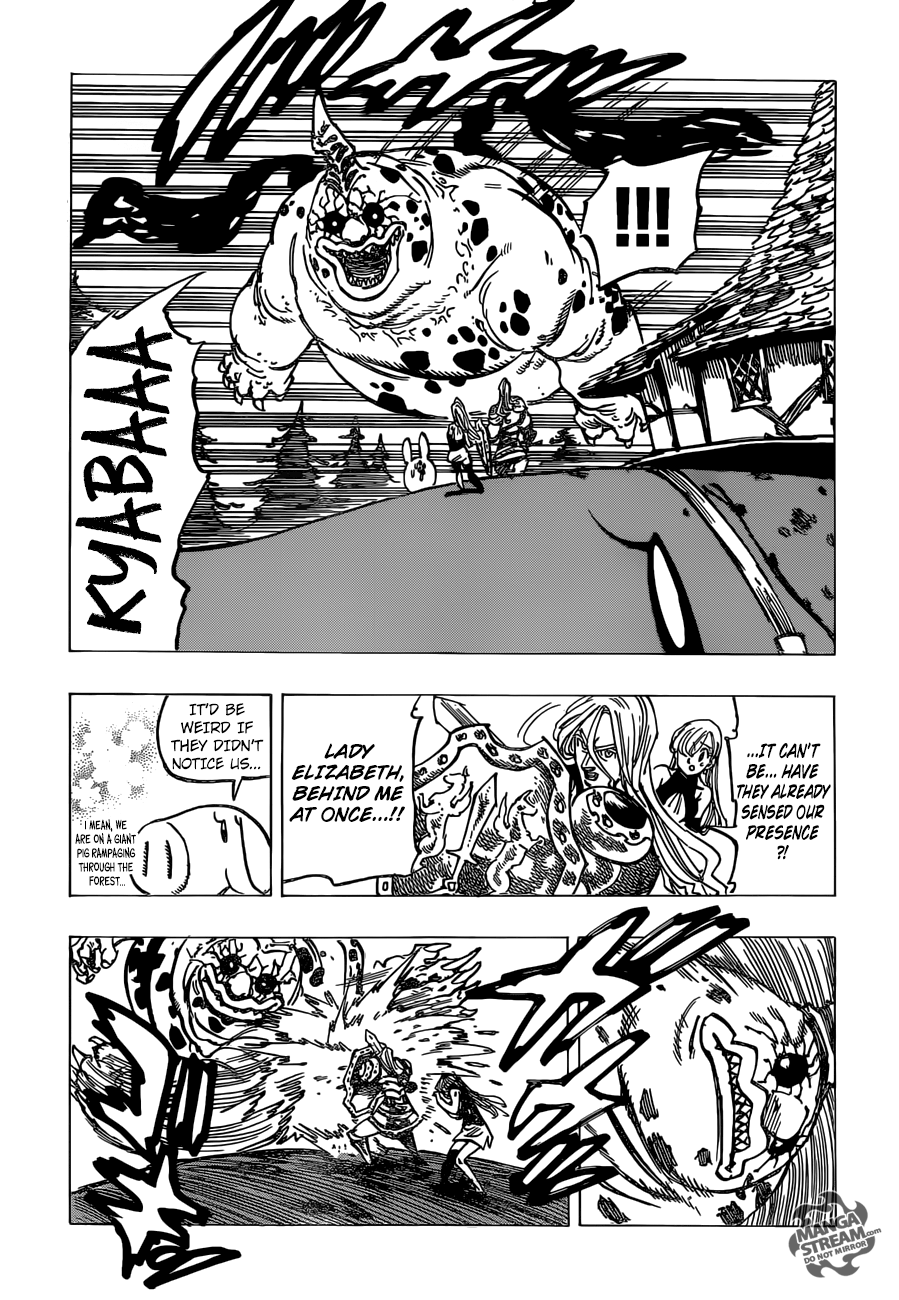 !!!
KYABAAA
...IT CAN'T
BE... HAVE
THEY ALREADY
SENSED OUR
PRESENCE
?!
LADY
ELIZABETH,
BEHIND ME
AT ONCE...!!
IT'D BE
WEIRD IF
THEY DIDN'T
NOTICE US...
I MEAN, WE
ARE ON A GIANT
PIG RAMPAGING
THROUGH THE
FOREST...
MANGA
STREAM.com
DO NOT MIRROR